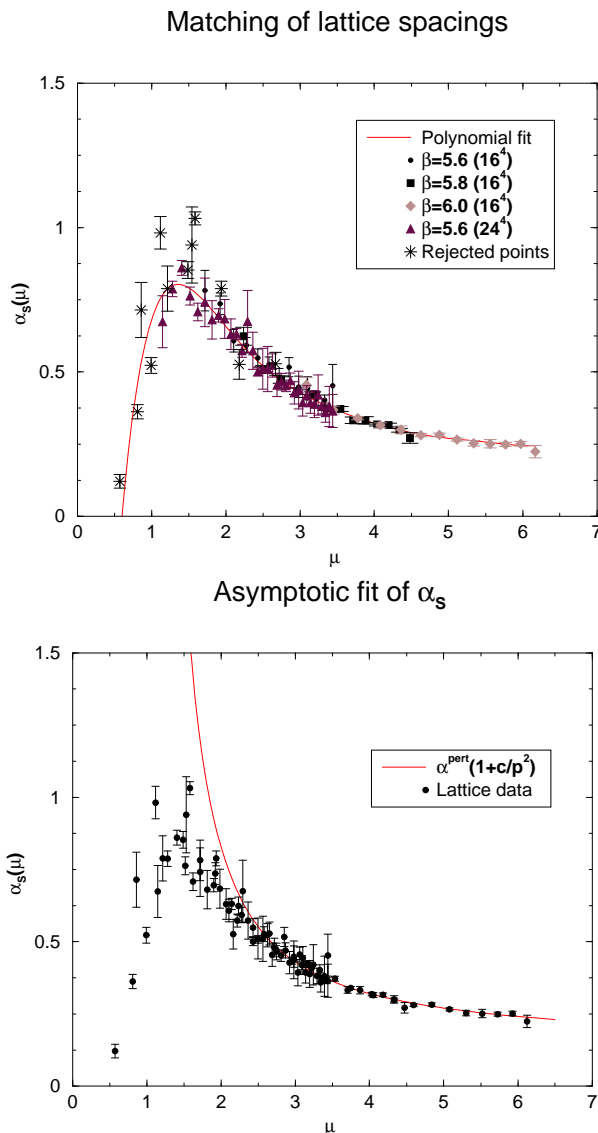 Matching of lattice spacings
1.5
1
0.5
0
αs(μ)
Polynomial fit
β=5.6 (16⁴)
β=5.8 (16⁴)
β=6.0 (16⁴)
β=5.6 (24⁴)
Rejected points
0 1 2 3 4 5 6 7
μ
Asymptotic fit of αs
1.5
1
0.5
0
αs(μ)
α^pert(1+c/p²)
Lattice data
0 1 2 3 4 5 6 7
μ